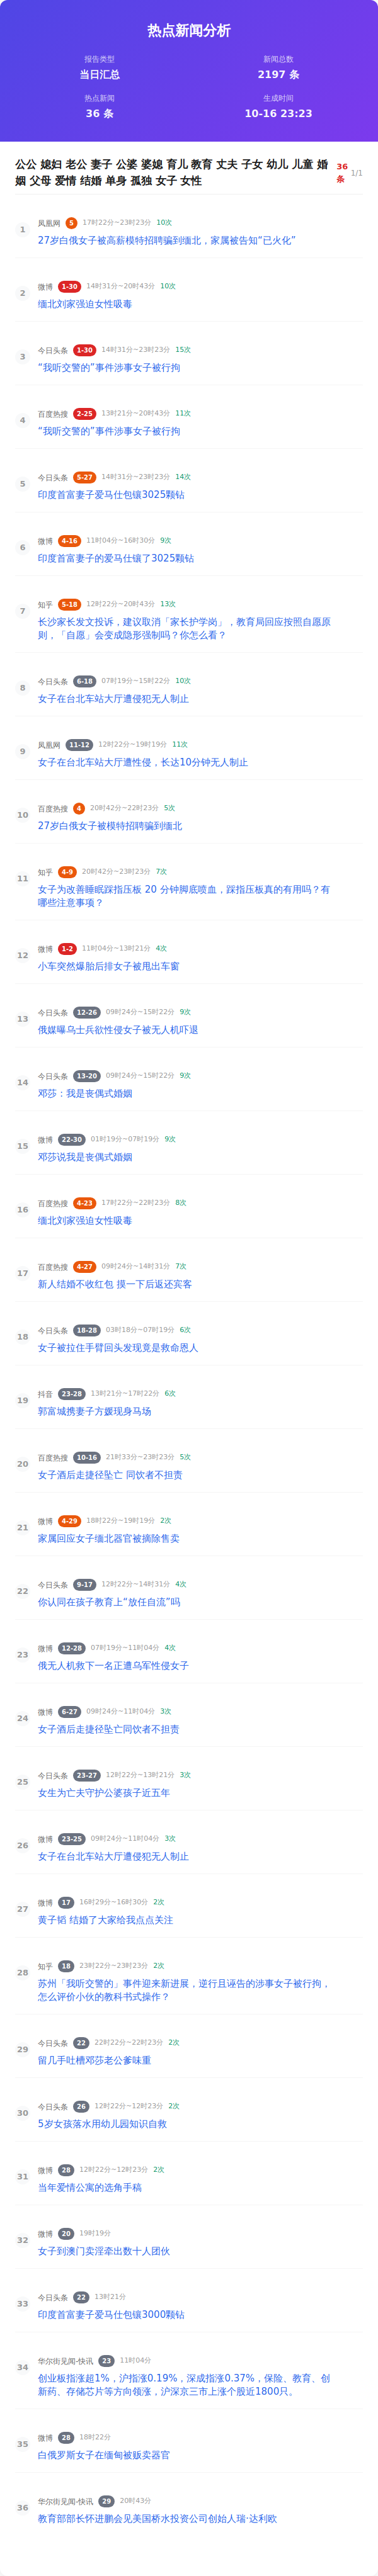 热点新闻分析
报告类型
当日汇总
新闻总数
2197 条
热点新闻
36 条
生成时间
10-16 23:23
公公 媳妇 老公 妻子 公婆 婆媳 育儿 教育 丈夫 子女 幼儿 儿童 婚
姻 父母 爱情 结婚 单身 孤独 女子 女性
36
条
1/1
1
凤凰网 5 17时22分~23时23分 10次
27岁白俄女子被高薪模特招聘骗到缅北，家属被告知“已火化”
2
微博 1-30 14时31分~20时43分 10次
缅北刘家强迫女性吸毒
3
今日头条 1-30 14时31分~23时23分 15次
“我听交警的”事件涉事女子被行拘
4
百度热搜 2-25 13时21分~20时43分 11次
“我听交警的”事件涉事女子被行拘
5
今日头条 5-27 14时31分~23时23分 14次
印度首富妻子爱马仕包镶3025颗钻
6
微博 4-16 11时04分~16时30分 9次
印度首富妻子的爱马仕镶了3025颗钻
7
知乎 5-18 12时22分~20时43分 13次
长沙家长发文投诉，建议取消「家长护学岗」，教育局回应按照自愿原
则，「自愿」会变成隐形强制吗？你怎么看？
8
今日头条 6-18 07时19分~15时22分 10次
女子在台北车站大厅遭侵犯无人制止
9
凤凰网 11-12 12时22分~19时19分 11次
女子在台北车站大厅遭性侵，长达10分钟无人制止
10
百度热搜 4 20时42分~22时23分 5次
27岁白俄女子被模特招聘骗到缅北
11
知乎 4-9 20时42分~23时23分 7次
女子为改善睡眠踩指压板 20 分钟脚底喷血，踩指压板真的有用吗？有
哪些注意事项？
12
微博 1-2 11时04分~13时21分 4次
小车突然爆胎后排女子被甩出车窗
13
今日头条 12-26 09时24分~15时22分 9次
俄媒曝乌士兵欲性侵女子被无人机吓退
14
今日头条 13-20 09时24分~15时22分 9次
邓莎：我是丧偶式婚姻
15
微博 22-30 01时19分~07时19分 9次
邓莎说我是丧偶式婚姻
16
百度热搜 4-23 17时22分~22时23分 8次
缅北刘家强迫女性吸毒
17
百度热搜 4-27 09时24分~14时31分 7次
新人结婚不收红包 摸一下后返还宾客
18
今日头条 18-28 03时18分~07时19分 6次
女子被拉住手臂回头发现竟是救命恩人
19
抖音 23-28 13时21分~17时22分 6次
郭富城携妻子方媛现身马场
20
百度热搜 10-16 21时33分~23时23分 5次
女子酒后走捷径坠亡 同饮者不担责
21
微博 4-29 18时22分~19时19分 2次
家属回应女子缅北器官被摘除售卖
22
今日头条 9-17 12时22分~14时31分 4次
你认同在孩子教育上“放任自流”吗
23
微博 12-28 07时19分~11时04分 4次
俄无人机救下一名正遭乌军性侵女子
24
微博 6-27 09时24分~11时04分 3次
女子酒后走捷径坠亡同饮者不担责
25
今日头条 23-27 12时22分~13时21分 3次
女生为亡夫守护公婆孩子近五年
26
微博 23-25 09时24分~11时04分 3次
女子在台北车站大厅遭侵犯无人制止
27
微博 17 16时29分~16时30分 2次
黄子韬 结婚了大家给我点点关注
28
知乎 18 23时22分~23时23分 2次
苏州「我听交警的」事件迎来新进展，逆行且诬告的涉事女子被行拘，
怎么评价小伙的教科书式操作？
29
今日头条 22 22时22分~22时23分 2次
留几手吐槽邓莎老公爹味重
30
今日头条 26 12时22分~12时23分 2次
5岁女孩落水用幼儿园知识自救
31
微博 28 12时22分~12时23分 2次
当年爱情公寓的选角手稿
32
微博 20 19时19分
女子到澳门卖淫牵出数十人团伙
33
今日头条 22 13时21分
印度首富妻子爱马仕包镶3000颗钻
34
华尔街见闻-快讯 23 11时04分
创业板指涨超1%，沪指涨0.19%，深成指涨0.37%，保险、教育、创
新药、存储芯片等方向领涨，沪深京三市上涨个股近1800只。
35
微博 28 18时22分
白俄罗斯女子在缅甸被贩卖器官
36
华尔街见闻-快讯 29 20时43分
教育部部长怀进鹏会见美国桥水投资公司创始人瑞·达利欧